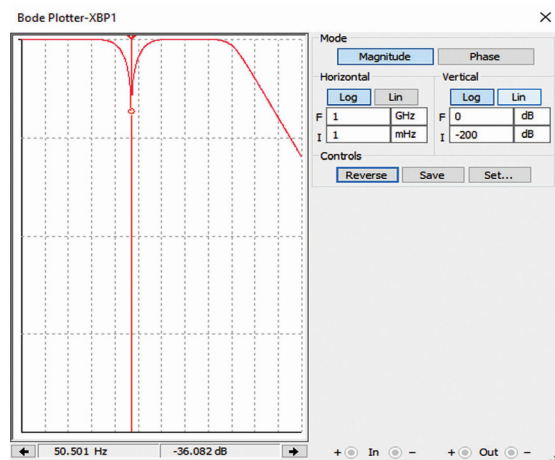 Bode Plotter-XBP1
Mode
Magnitude Phase
Horizontal Vertical
Log Lin Log Lin
F 1 GHz F 0 dB
I 1 mHz I -200 dB
Controls
Reverse Save Set...
50.501 Hz -36.082 dB
+ In - + Out -